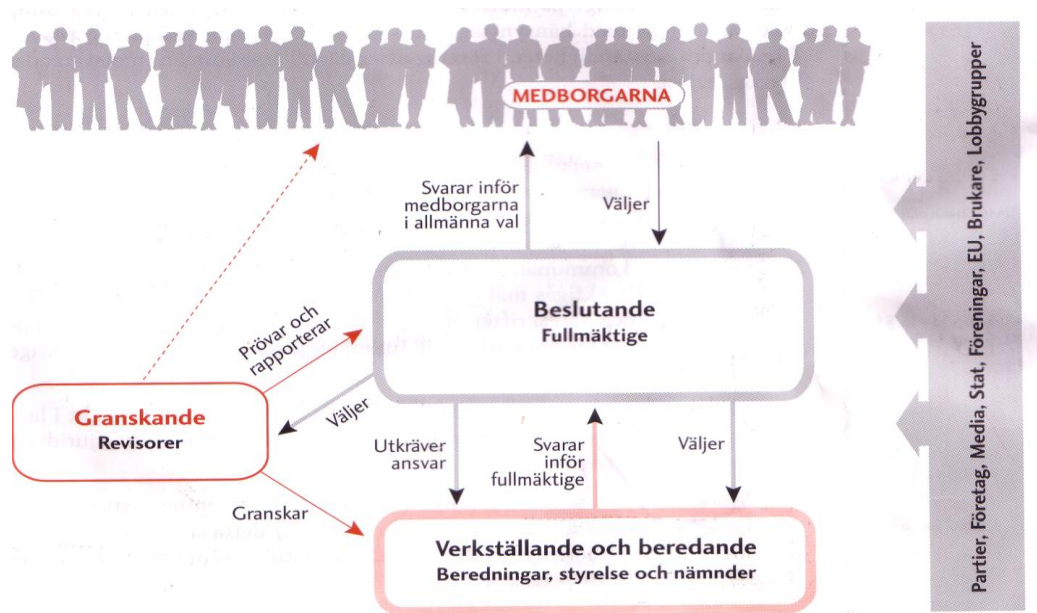 MEDBORGARNA
Svarar inför
medborgarna
i allmänna val
Väljer
Beslutande
Fullmäktige
Prövar och
rapporterar
Väljer
Granskande
Revisorer
Utkräver
ansvar
Svarar
inför
fullmäktige
Väljer
Granskar
Verkställande och beredande
Beredningar, styrelse och nämnder
Partier, Företag, Media, Stat, Föreningar, EU, Brukare, Lobbygrupper